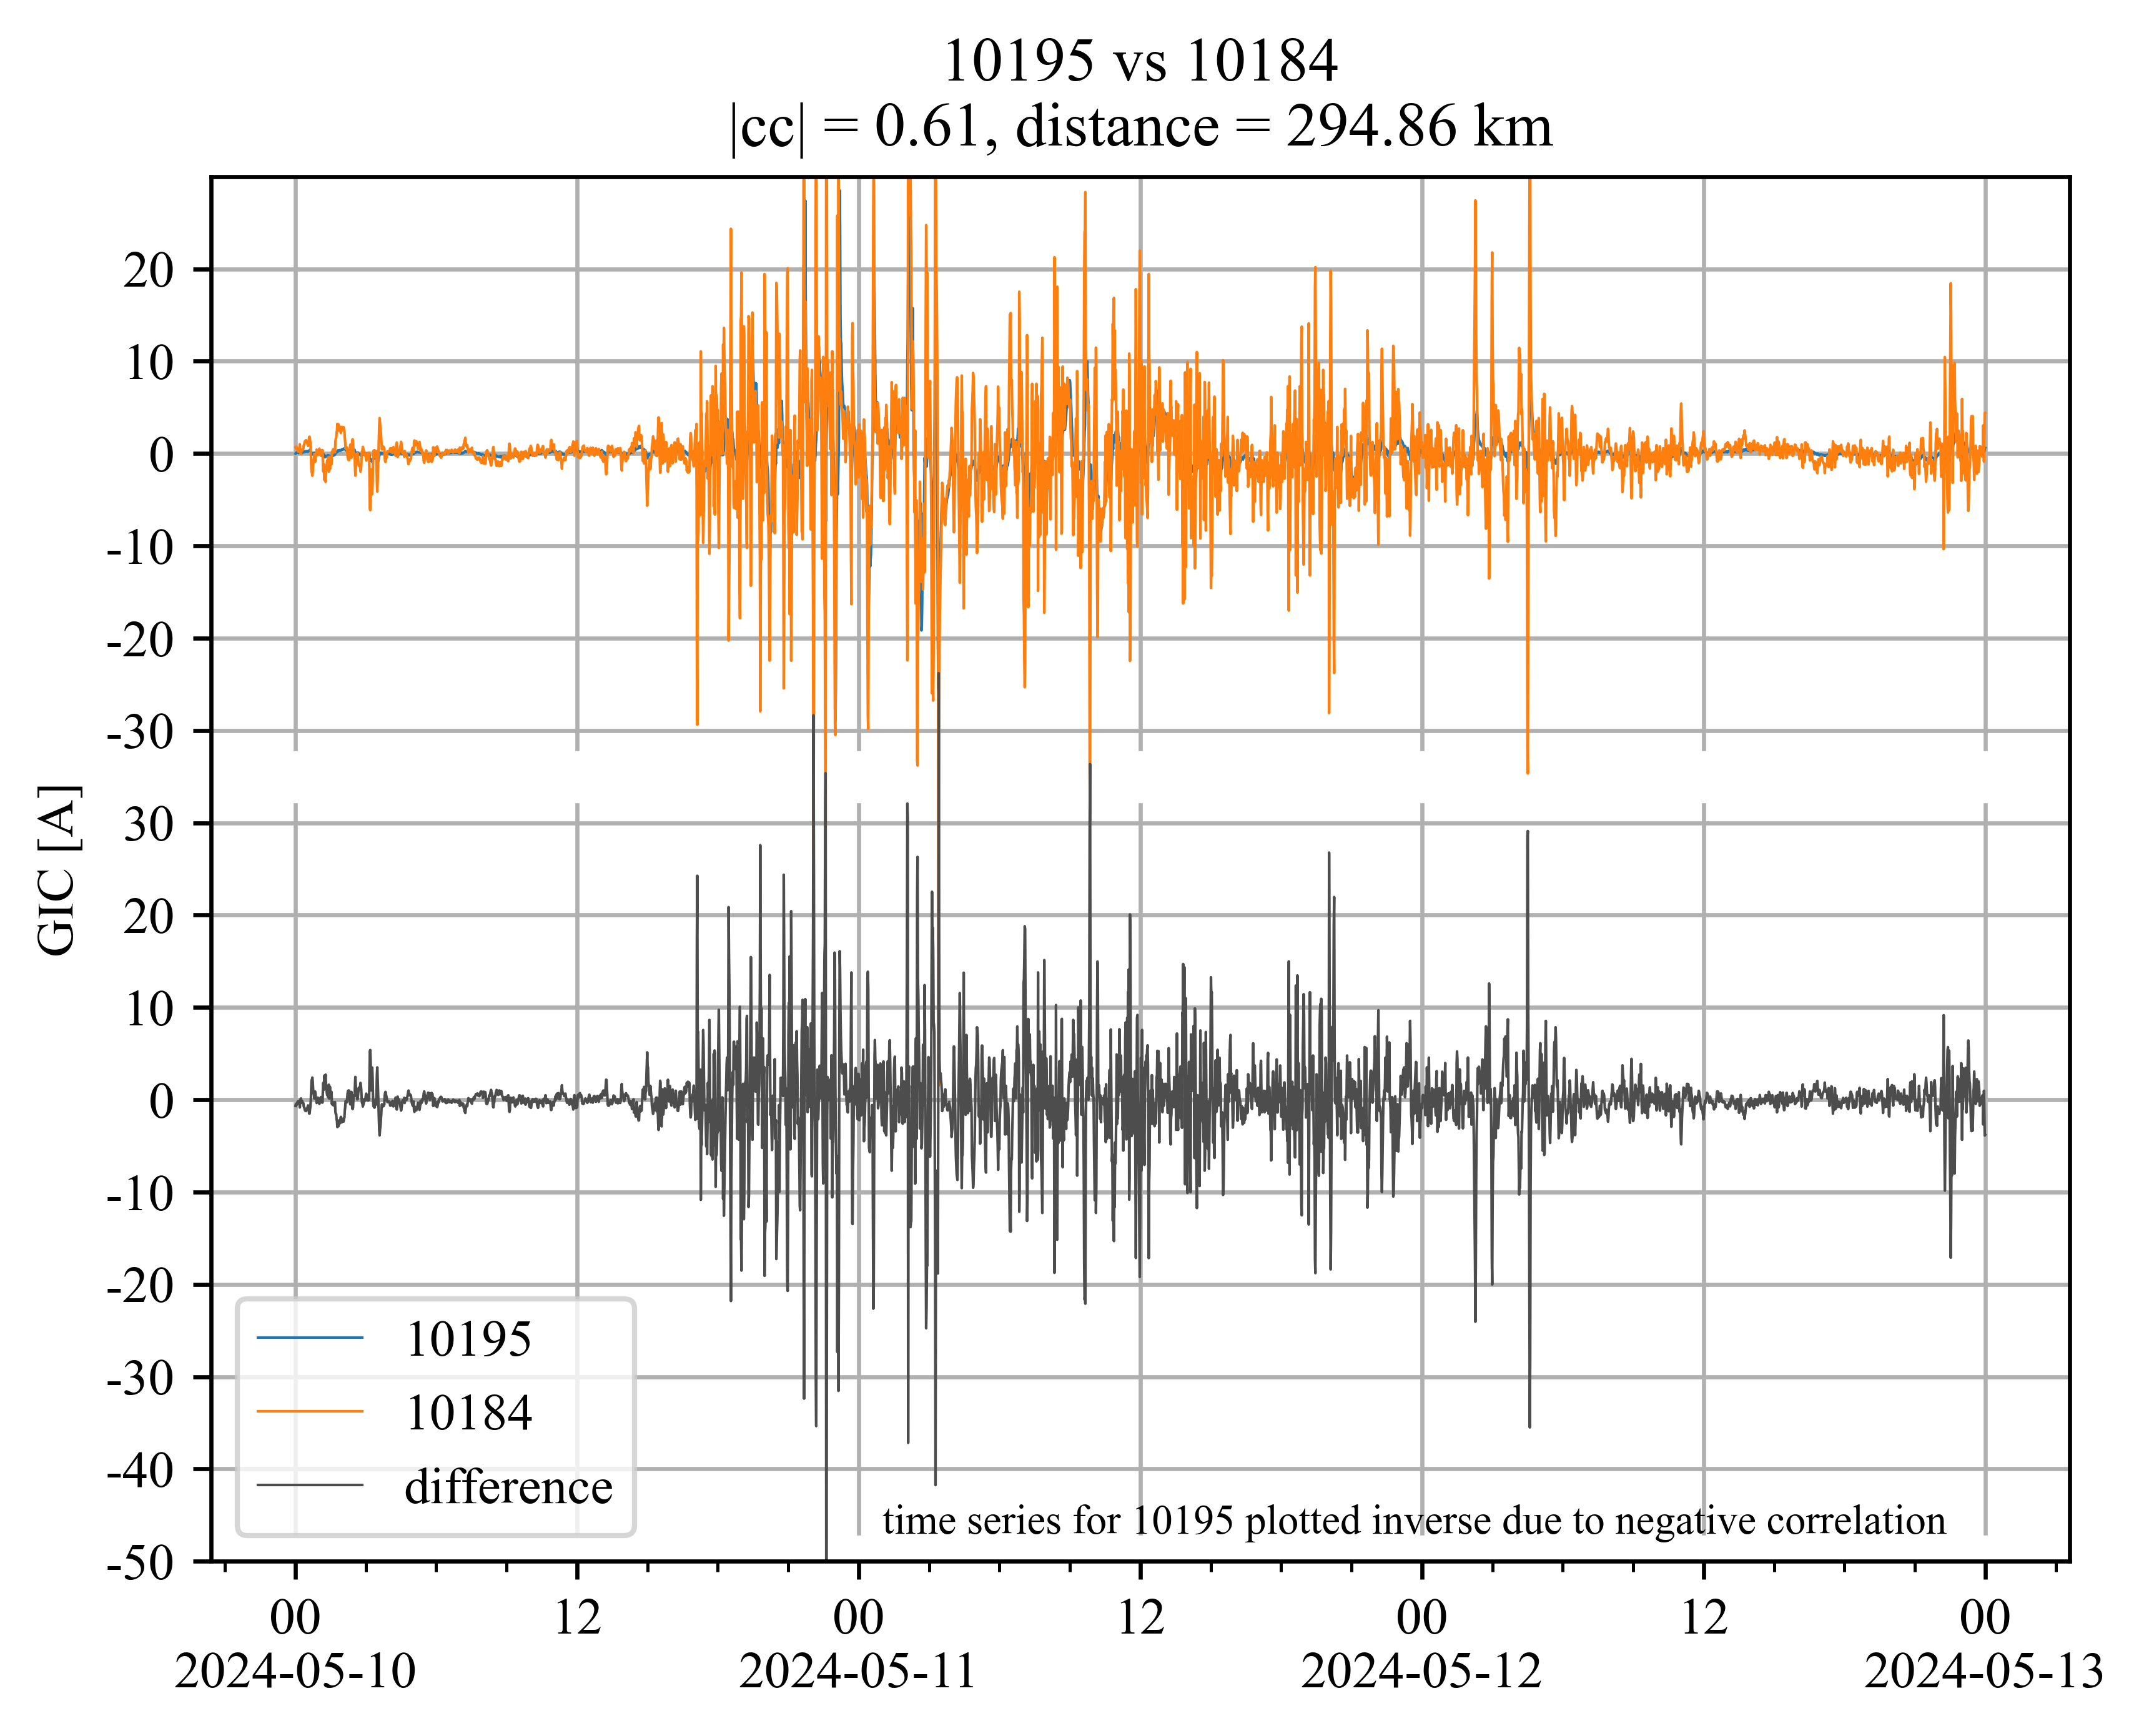 10195 vs 10184
|cc| = 0.61, distance = 294.86 km
20
10
0
-10
-20
-30
30
20
10
0
-10
-20
-30
-40
-50
GIC [A]
10195
10184
difference
time series for 10195 plotted inverse due to negative correlation
00 12 00 12 00 12 00
2024-05-10 2024-05-11 2024-05-12 2024-05-13